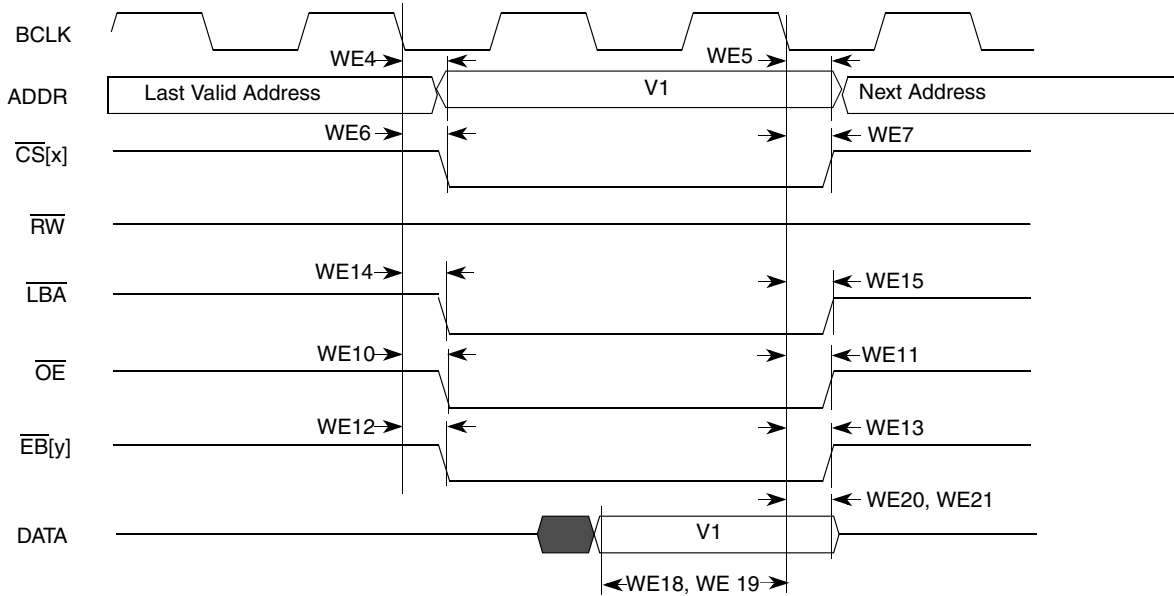 BCLK
WE4 WE5
ADDR Last Valid Address V1 Next Address
WE6 WE7
CS[x]
RW
WE14 WE15
LBA
WE10 WE11
OE
WE12 WE13
EB[y]
WE20, WE21
DATA V1
WE18, WE 19